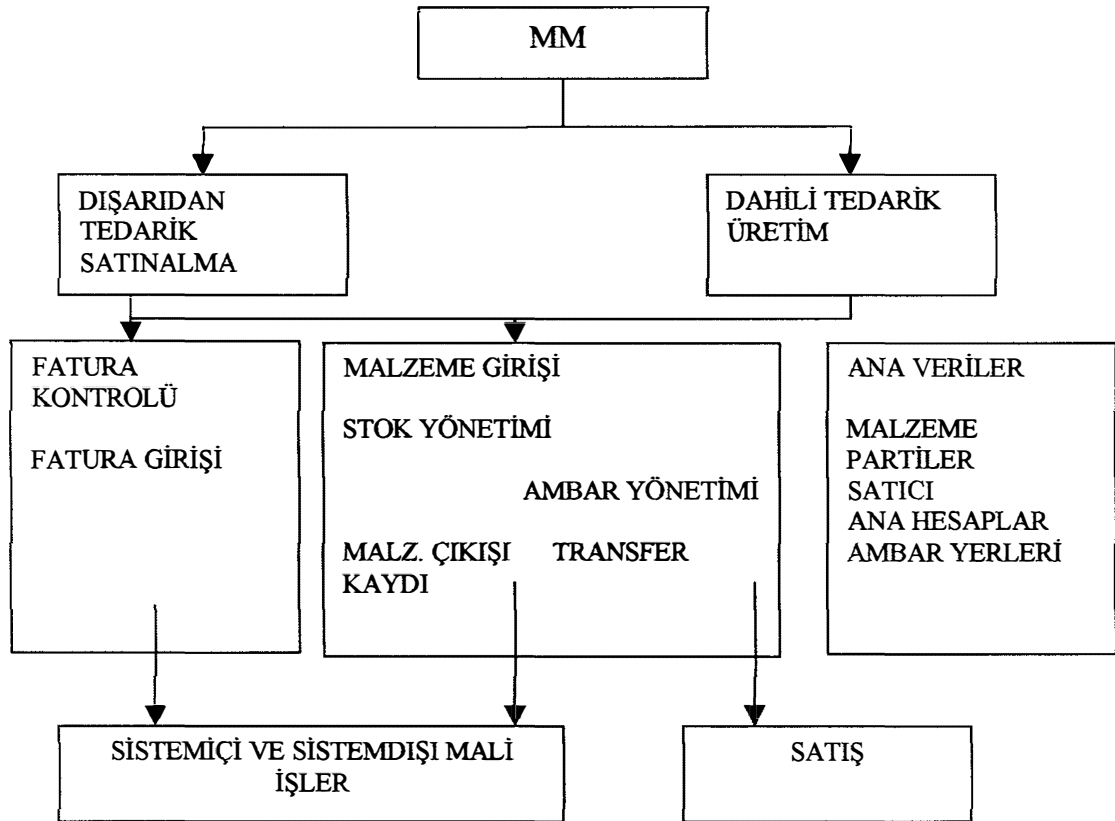 MM
DIŞARIDAN
TEDARİK
SATINALMA
DAHİLİ TEDARİK
ÜRETİM
FATURA
KONTROLÜ
FATURA GİRİŞİ
MALZEME GİRİŞİ
STOK YÖNETİMİ
AMBAR YÖNETİMİ
MALZ. ÇIKIŞI TRANSFER
KAYDI
ANA VERİLER
MALZEME
PARTİLER
SATICI
ANA HESAPLAR
AMBAR YERLERİ
SİSTEMİÇİ VE SİSTEMDIŞI MALİ
İŞLER
SATIŞ